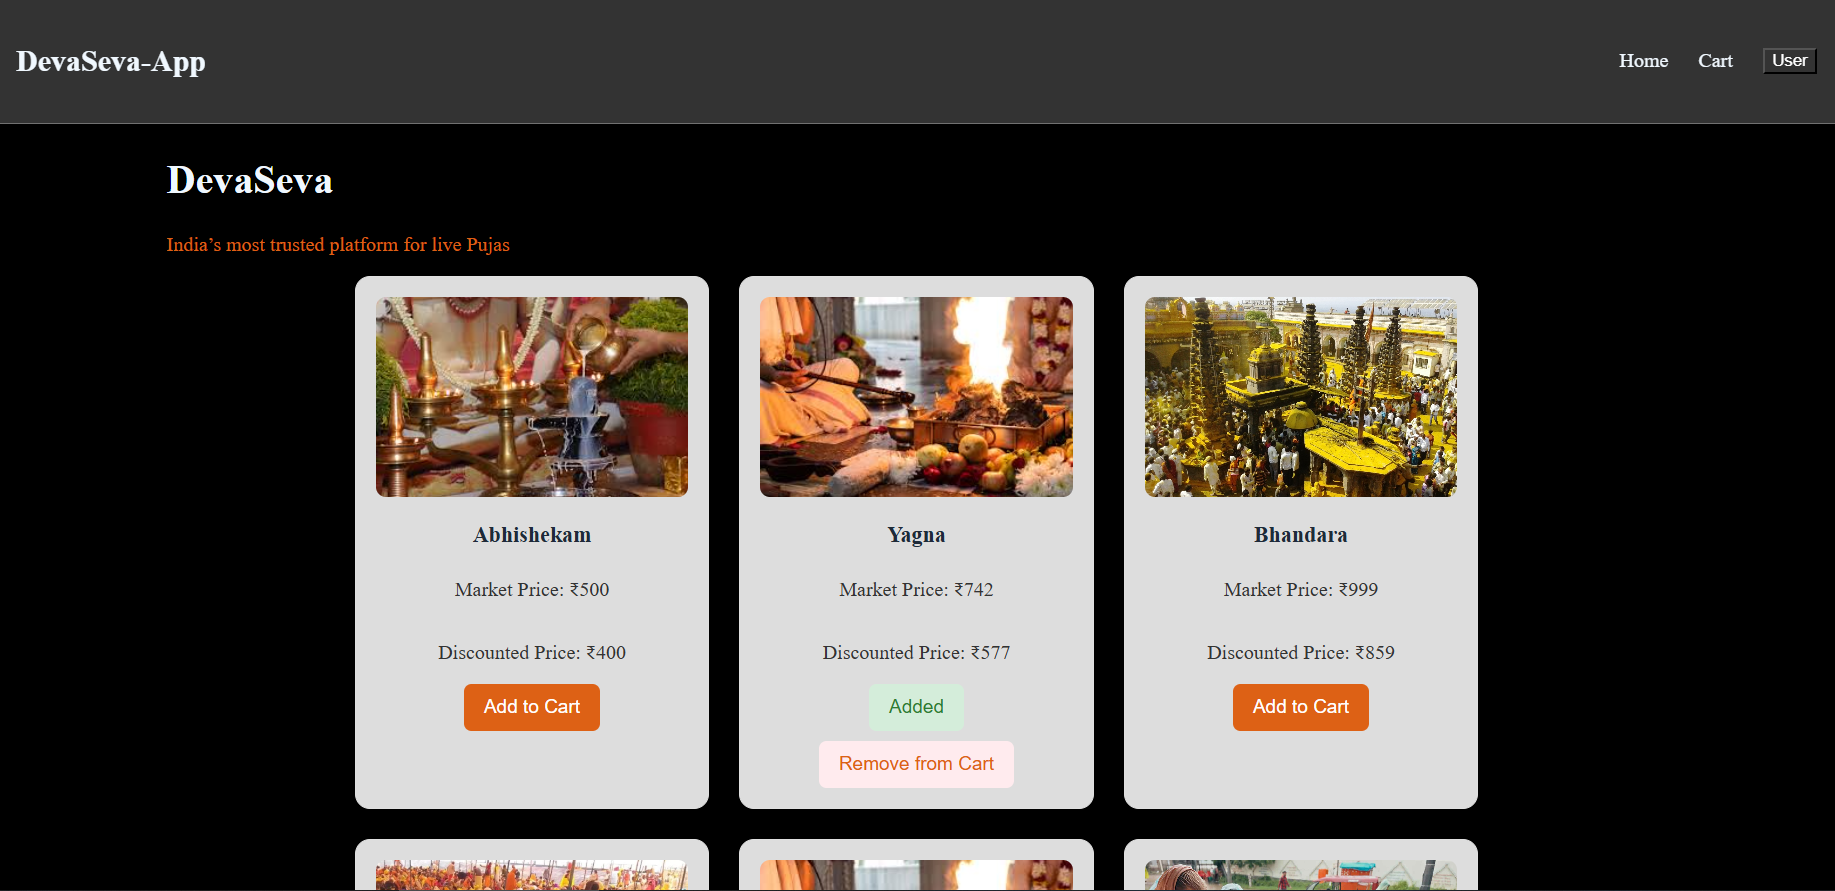 DevaSeva-App
Home Cart User
DevaSeva
India’s most trusted platform for live Pujas
Abhishekam
Market Price: ₹500
Discounted Price: ₹400
Add to Cart
Yagna
Market Price: ₹742
Discounted Price: ₹577
Added
Remove from Cart
Bhandara
Market Price: ₹999
Discounted Price: ₹859
Add to Cart